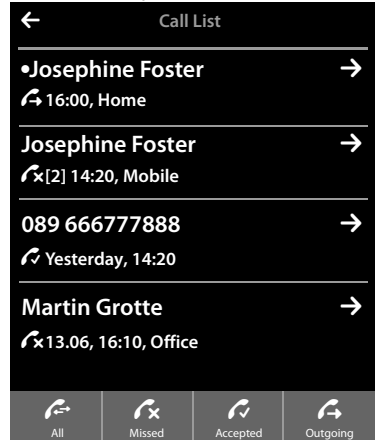 Call List
•Josephine Foster
16:00, Home
Josephine Foster
[2] 14:20, Mobile
089 666777888
Yesterday, 14:20
Martin Grotte
13.06, 16:10, Office
All Missed Accepted Outgoing